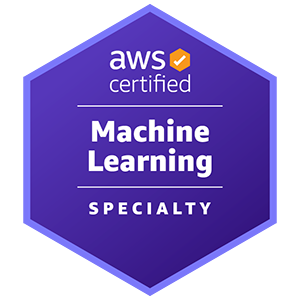 aws
certified
Machine
Learning
SPECIALTY